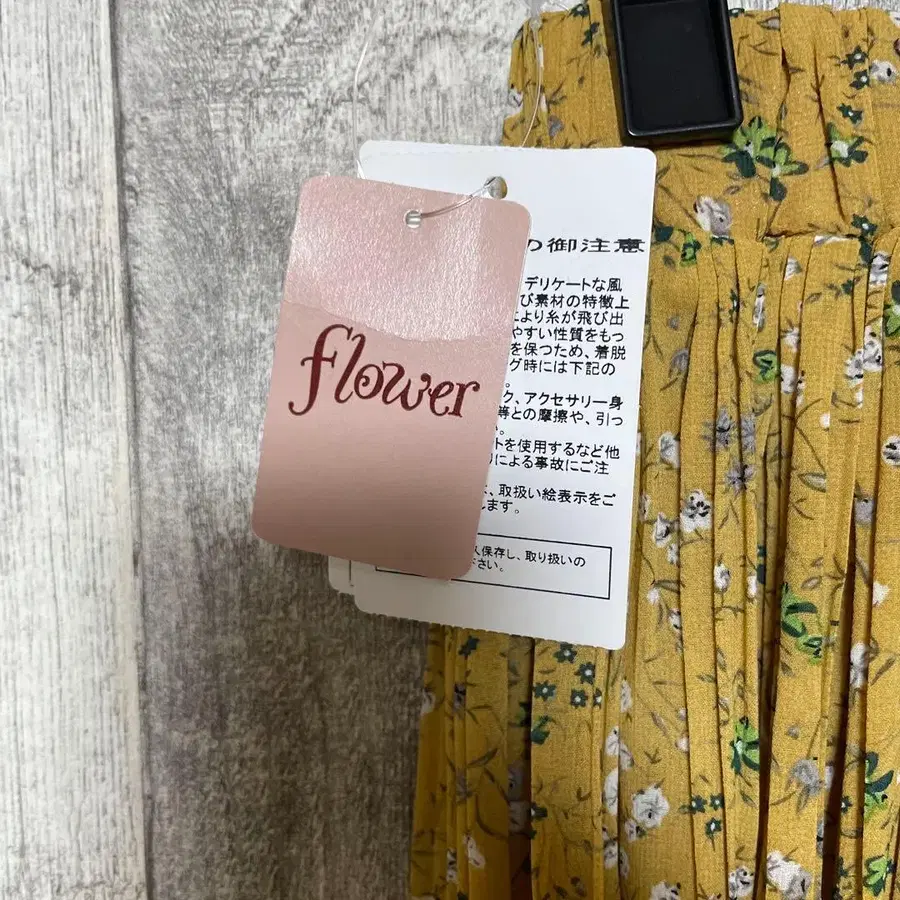 flower
の御注意
デリケートな風
び素材の特徴上
により糸が飛び出
やすい性質をもっ
を保つため、着脱
グ時には下記の
。
ク、アクセサリー身
等との摩擦や、引っ
い。
トを使用するなど他
りによる事故にご注
、取扱い絵表示をご
します。
保存し、取り扱いの
下さい。